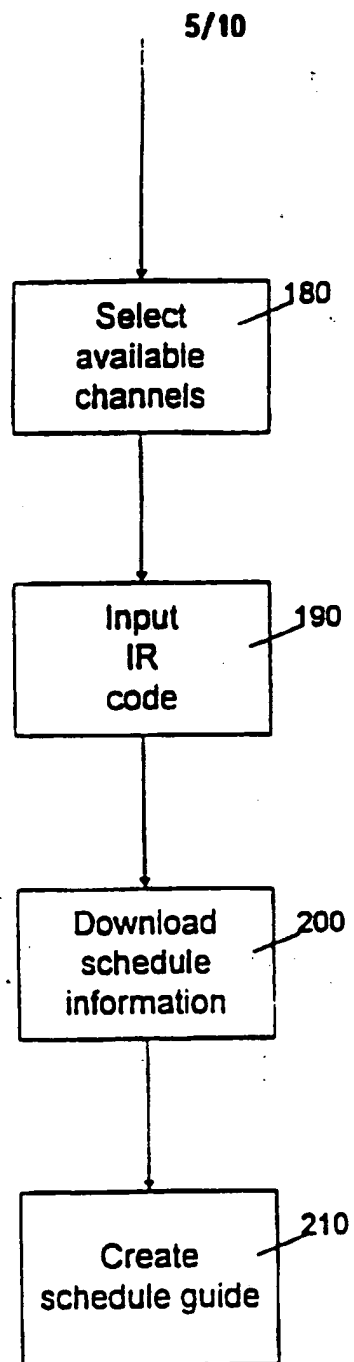 5/10
180
Select
available
channels
190
Input
IR
code
200
Download
schedule
information
210
Create
schedule guide